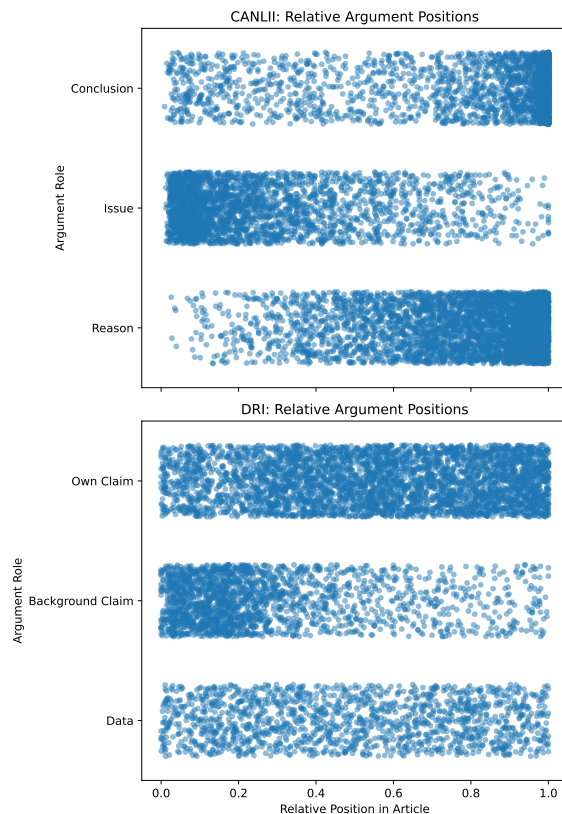 CANLII: Relative Argument Positions
Conclusion
Issue
Reason
Argument Role
DRI: Relative Argument Positions
Own Claim
Background Claim
Data
Argument Role
0.0 0.2 0.4 0.6 0.8 1.0
Relative Position in Article